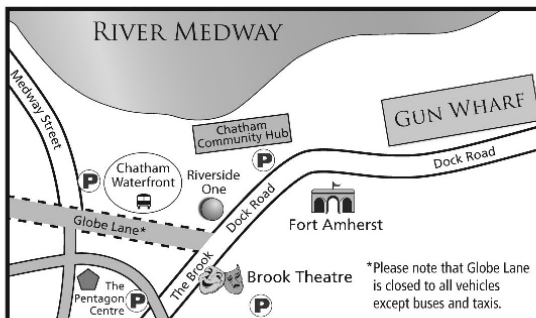 RIVER MEDWAY
Medway Street
GUN WHARF
Chatham
Community Hub
P
P
Chatham
Waterfront
Riverside
One
Dock Road
Dock Road
Fort Amherst
Globe Lane*
The Brook
Brook Theatre
The
Pentagon
Centre
P
P
*Please note that Globe Lane
is closed to all vehicles
except buses and taxis.